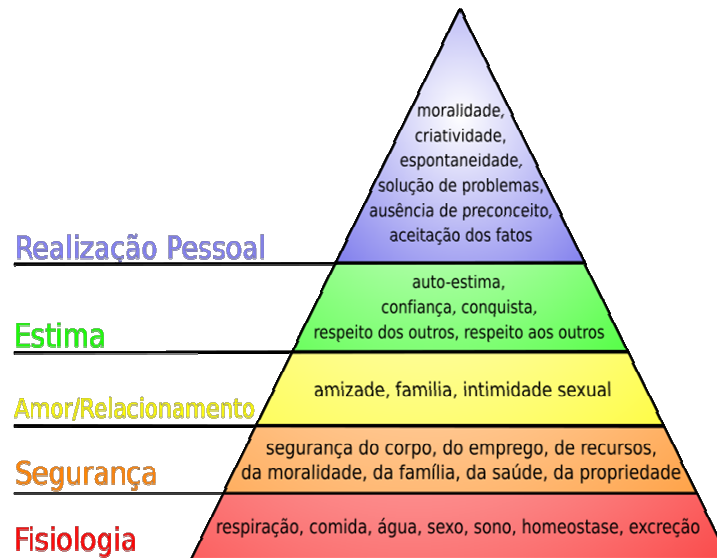 moralidade,
criatividade,
espontaneidade,
solução de problemas,
ausência de preconceito,
aceitação dos fatos
Realização Pessoal
auto-estima,
confiança, conquista,
respeito dos outros, respeito aos outros
Estima
amizade, familia, intimidade sexual
Amor/Relacionamento
segurança do corpo, do emprego, de recursos,
da moralidade, da família, da saúde, da propriedade
Segurança
respiração, comida, água, sexo, sono, homeostase, excreção
Fisiologia